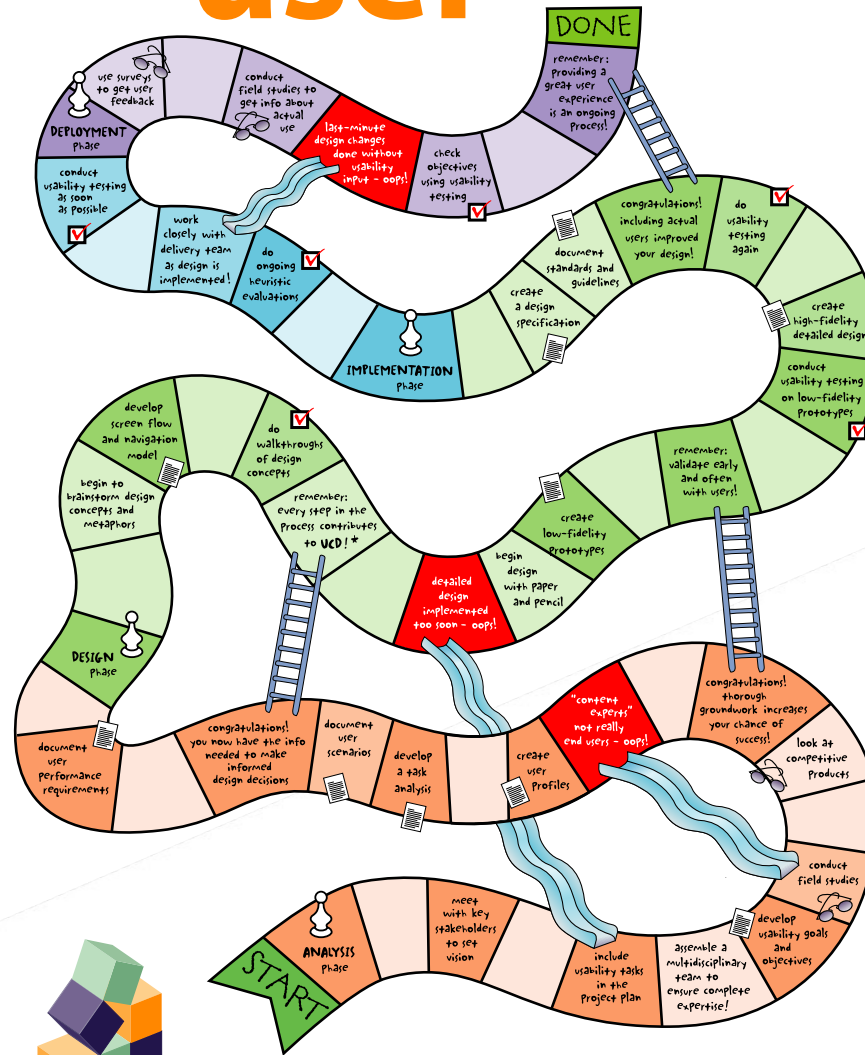 user
DONE
remember:
providing a
great user
experience
is an ongoing
process!
check
objectives
using usability
testing
last-minute
design changes
done without
usability
input - oops!
conduct
field studies to
get info about
actual
use
use surveys
to get user
feedback
DEPLOYMENT
phase
conduct
usability testing
as soon
as possible
work
closely with
delivery team
as design is
implemented!
do
ongoing
heuristic
evaluations
IMPLEMENTATION
phase
create
a design
specification
document
standards and
guidelines
congratulations!
including actual
users improved
your design!
do
usability
testing
again
create
high-fidelity
detailed design
conduct
usability testing
on low-fidelity
prototypes
remember:
validate early
and often
with users!
create
low-fidelity
prototypes
begin
design
with paper
and pencil
detailed
design
implemented
too soon - oops!
remember:
every step in the
process contributes
to UCD! *
do
walkthroughs
of design
concepts
develop
screen flow
and navigation
model
begin to
brainstorm design
concepts and
metaphors
DESIGN
phase
document
user
performance
requirements
congratulations!
you now have the info
needed to make
informed
design decisions
document
user
scenarios
develop
a task
analysis
create
user
profiles
"content
experts"
not really
end users - oops!
congratulations!
thorough
groundwork increases
your chance of
success!
look at
competitive
products
conduct
field studies
develop
usability goals
and
objectives
assemble a
multidisciplinary
team to
ensure complete
expertise!
include
usability tasks
in the
project plan
meet
with key
stakeholders
to set
vision
ANALYSIS
phase
START